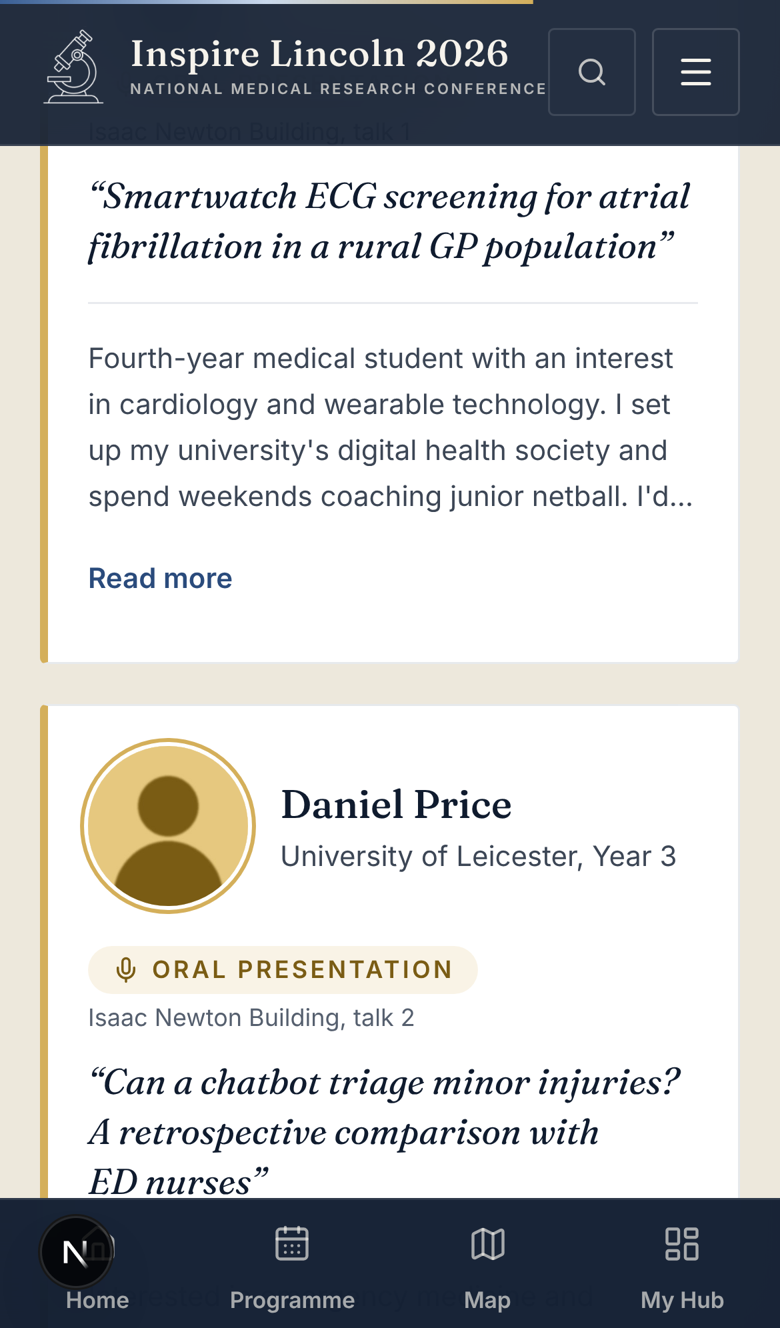 Inspire Lincoln 2026
NATIONAL MEDICAL RESEARCH CONFERENCE
Isaac Newton Building, talk 1
“Smartwatch ECG screening for atrial
fibrillation in a rural GP population”
Fourth-year medical student with an interest
in cardiology and wearable technology. I set
up my university's digital health society and
spend weekends coaching junior netball. I'd...
Read more
Daniel Price
University of Leicester, Year 3
ORAL PRESENTATION
Isaac Newton Building, talk 2
“Can a chatbot triage minor injuries?
A retrospective comparison with
ED nurses”
N
Home
Programme
Map
My Hub